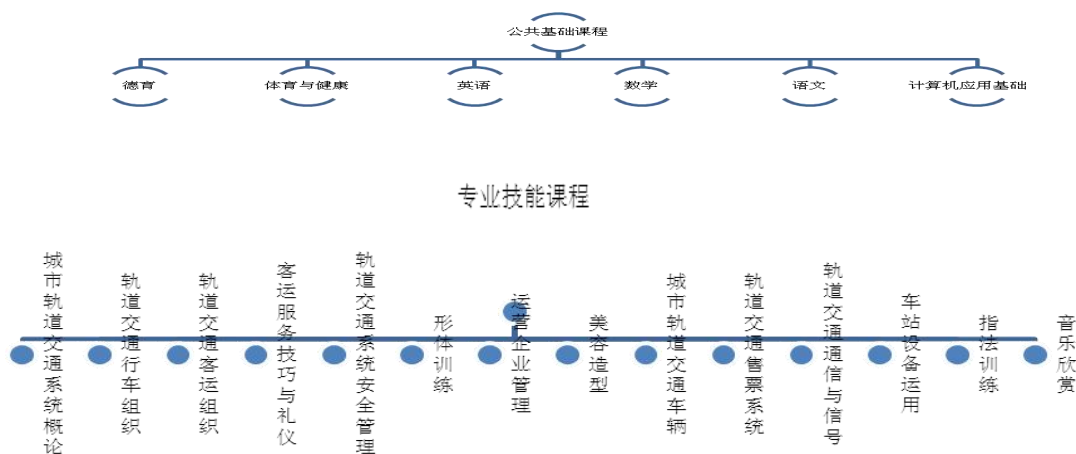 公共基础课程
德育
体育与健康
英语
数学
语文
计算机应用基础
专业技能课程
城市轨道交通系统概论
轨道交通行车组织
轨道交通客运组织
客运服务技巧与礼仪
轨道交通系统安全管理
形体训练
运营企业管理
美容造型
城市轨道交通车辆
轨道交通售票系统
轨道交通通信与信号
车站设备运用
指法训练
音乐欣赏